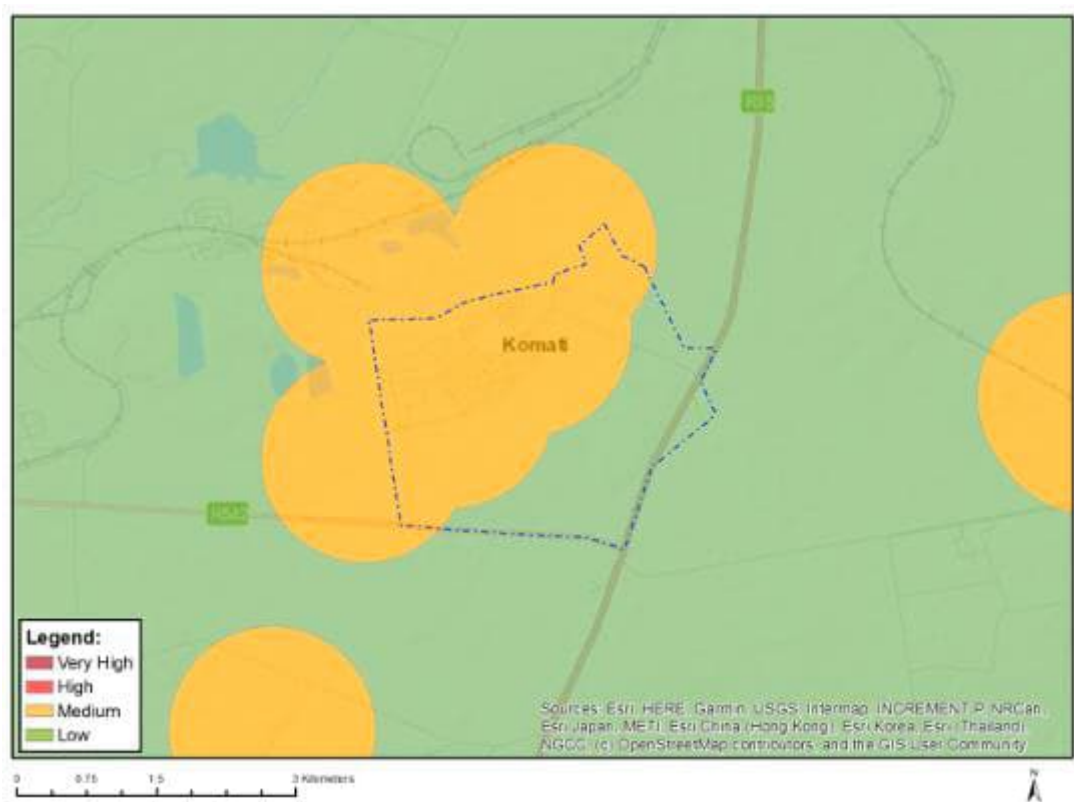 Komati
Legend:
Very High
High
Medium
Low
Sources: Esri, HERE, Garmin, USGS, Intermap, INCREMENT P, NRCan,
Esri Japan, METI, Esri China (Hong Kong), Esri Korea, Esri (Thailand),
NGCC, (c) OpenStreetMap contributors, and the GIS User Community
0 0.75 1.5 3 Kilometers
N